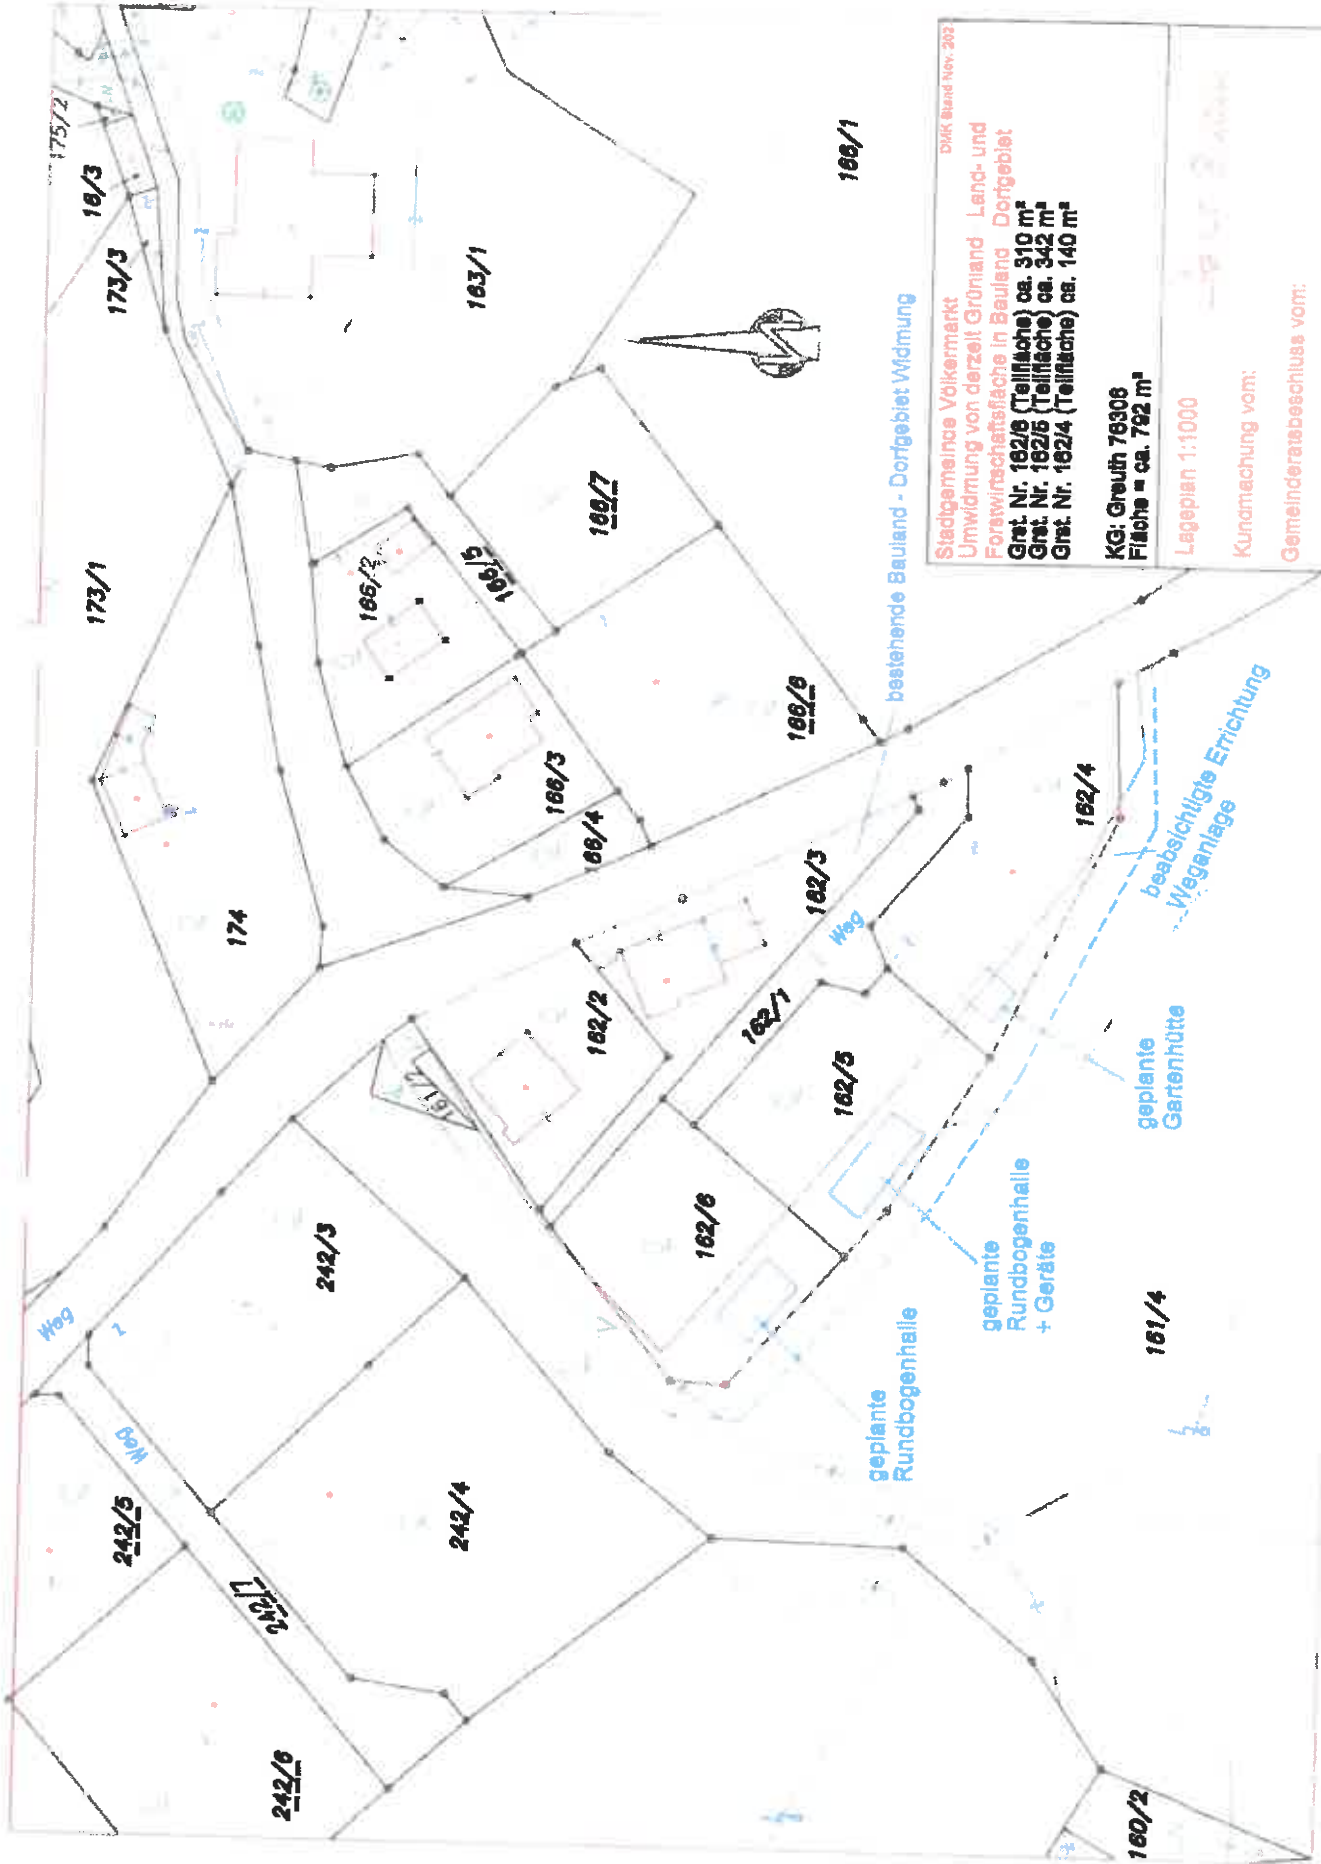 DMK Stand Nov. 202
Stadtgemeinde Völkermarkt
Umwidmung von derzeit Grünland Land- und
Forstwirtschaftsfläche in Bauland Dorfgebiet
Grst. Nr. 162/6 (Teilfläche) ca. 310 m²
Grst. Nr. 162/5 (Teilfläche) ca. 342 m²
Grst. Nr. 162/4 (Teilfläche) ca. 140 m²
KG: Greuth 76306
Fläche = ca. 792 m²
Lageplan 1:1000
Kundmachung vom:
Gemeinderatsbeschluss vom:
175/2
16/3
173/3
173/1
163/1
166/1
166/2
166/5
166/7
166/6
166/3
166/4
174
bestehende Bauland - Dorfgebiet Widmung
162/3
Weg
162/4
162/2
162/1
162/5
161/2
162/6
242/3
Weg
Weg
242/5
242/7
242/4
242/6
beabsichtigte Errichtung
Weganlage
geplante
Gartenhütte
geplante
Rundbogenhalle
+ Geräte
geplante
Rundbogenhalle
161/4
160/2
N